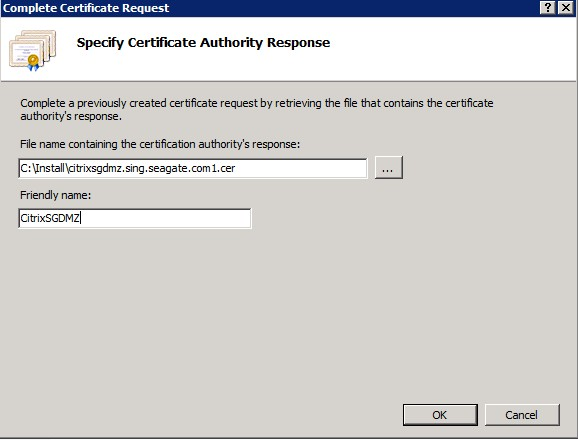 Complete Certificate Request
Specify Certificate Authority Response
Complete a previously created certificate request by retrieving the file that contains the certificate
authority's response.
File name containing the certification authority's response:
C:\Install\citrixsgdmz.sing.seagate.com1.cer
...
Friendly name:
CitrixSGDMZ
OK Cancel